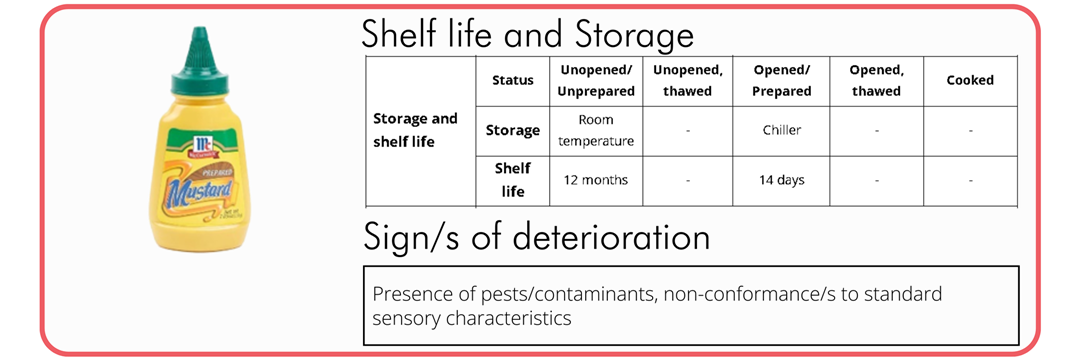 Shelf life and Storage
Storage and
shelf life
Status
Unopened/
Unprepared
Unopened,
thawed
Opened/
Prepared
Opened,
thawed
Cooked
Storage
Room
temperature
-
Chiller
-
-
Shelf
life
12 months
-
14 days
-
-
Sign/s of deterioration
Presence of pests/contaminants, non-conformance/s to standard
sensory characteristics
Mc
McCormick
PREPARED
Mustard